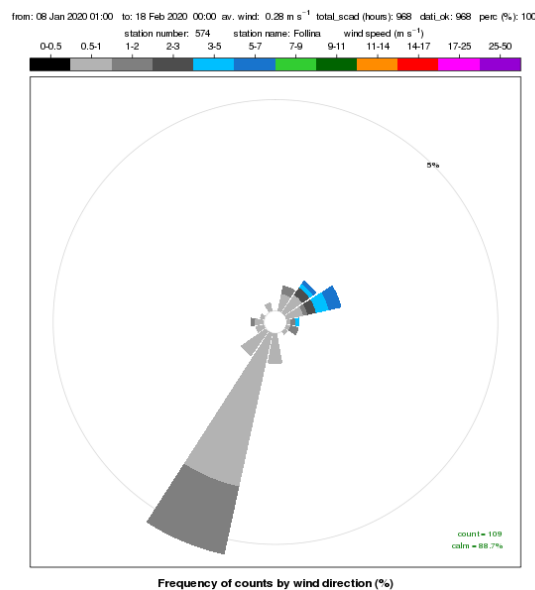 from: 08 Jan 2020 01:00 to: 18 Feb 2020 00:00 av. wind: 0.28 m s⁻¹ total_scad (hours): 968 dati_ok: 968 perc (%): 100
station number: 574 station name: Follina wind speed (m s⁻¹)
0-0.5 0.5-1 1-2 2-3 3-5 5-7 7-9 9-11 11-14 14-17 17-25 25-50
5%
count = 109
calm = 88.7%
Frequency of counts by wind direction (%)